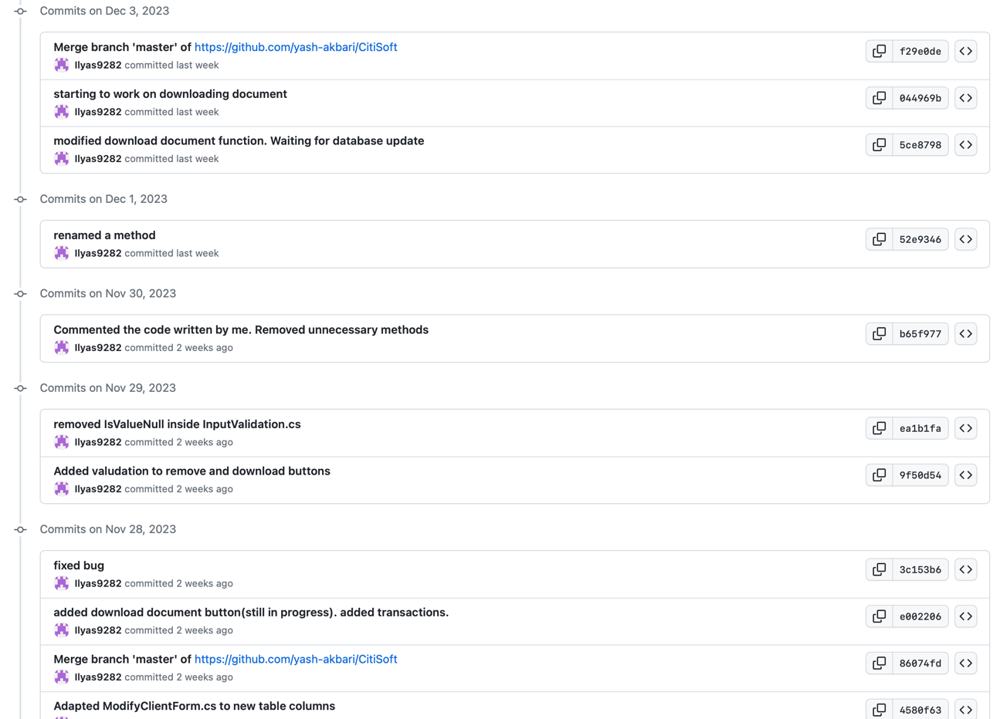 Commits on Dec 3, 2023
Merge branch 'master' of https://github.com/yash-akbari/CitiSoft
Ilyas9282 committed last week
f29e0de
starting to work on downloading document
Ilyas9282 committed last week
044969b
modified download document function. Waiting for database update
Ilyas9282 committed last week
5ce8798
Commits on Dec 1, 2023
renamed a method
Ilyas9282 committed last week
52e9346
Commits on Nov 30, 2023
Commented the code written by me. Removed unnecessary methods
Ilyas9282 committed 2 weeks ago
b65f977
Commits on Nov 29, 2023
removed IsValueNull inside InputValidation.cs
Ilyas9282 committed 2 weeks ago
ea1b1fa
Added valudation to remove and download buttons
Ilyas9282 committed 2 weeks ago
9f50d54
Commits on Nov 28, 2023
fixed bug
Ilyas9282 committed 2 weeks ago
3c153b6
added download document button(still in progress). added transactions.
Ilyas9282 committed 2 weeks ago
e002206
Merge branch 'master' of https://github.com/yash-akbari/CitiSoft
Ilyas9282 committed 2 weeks ago
86074fd
Adapted ModifyClientForm.cs to new table columns
4580f63